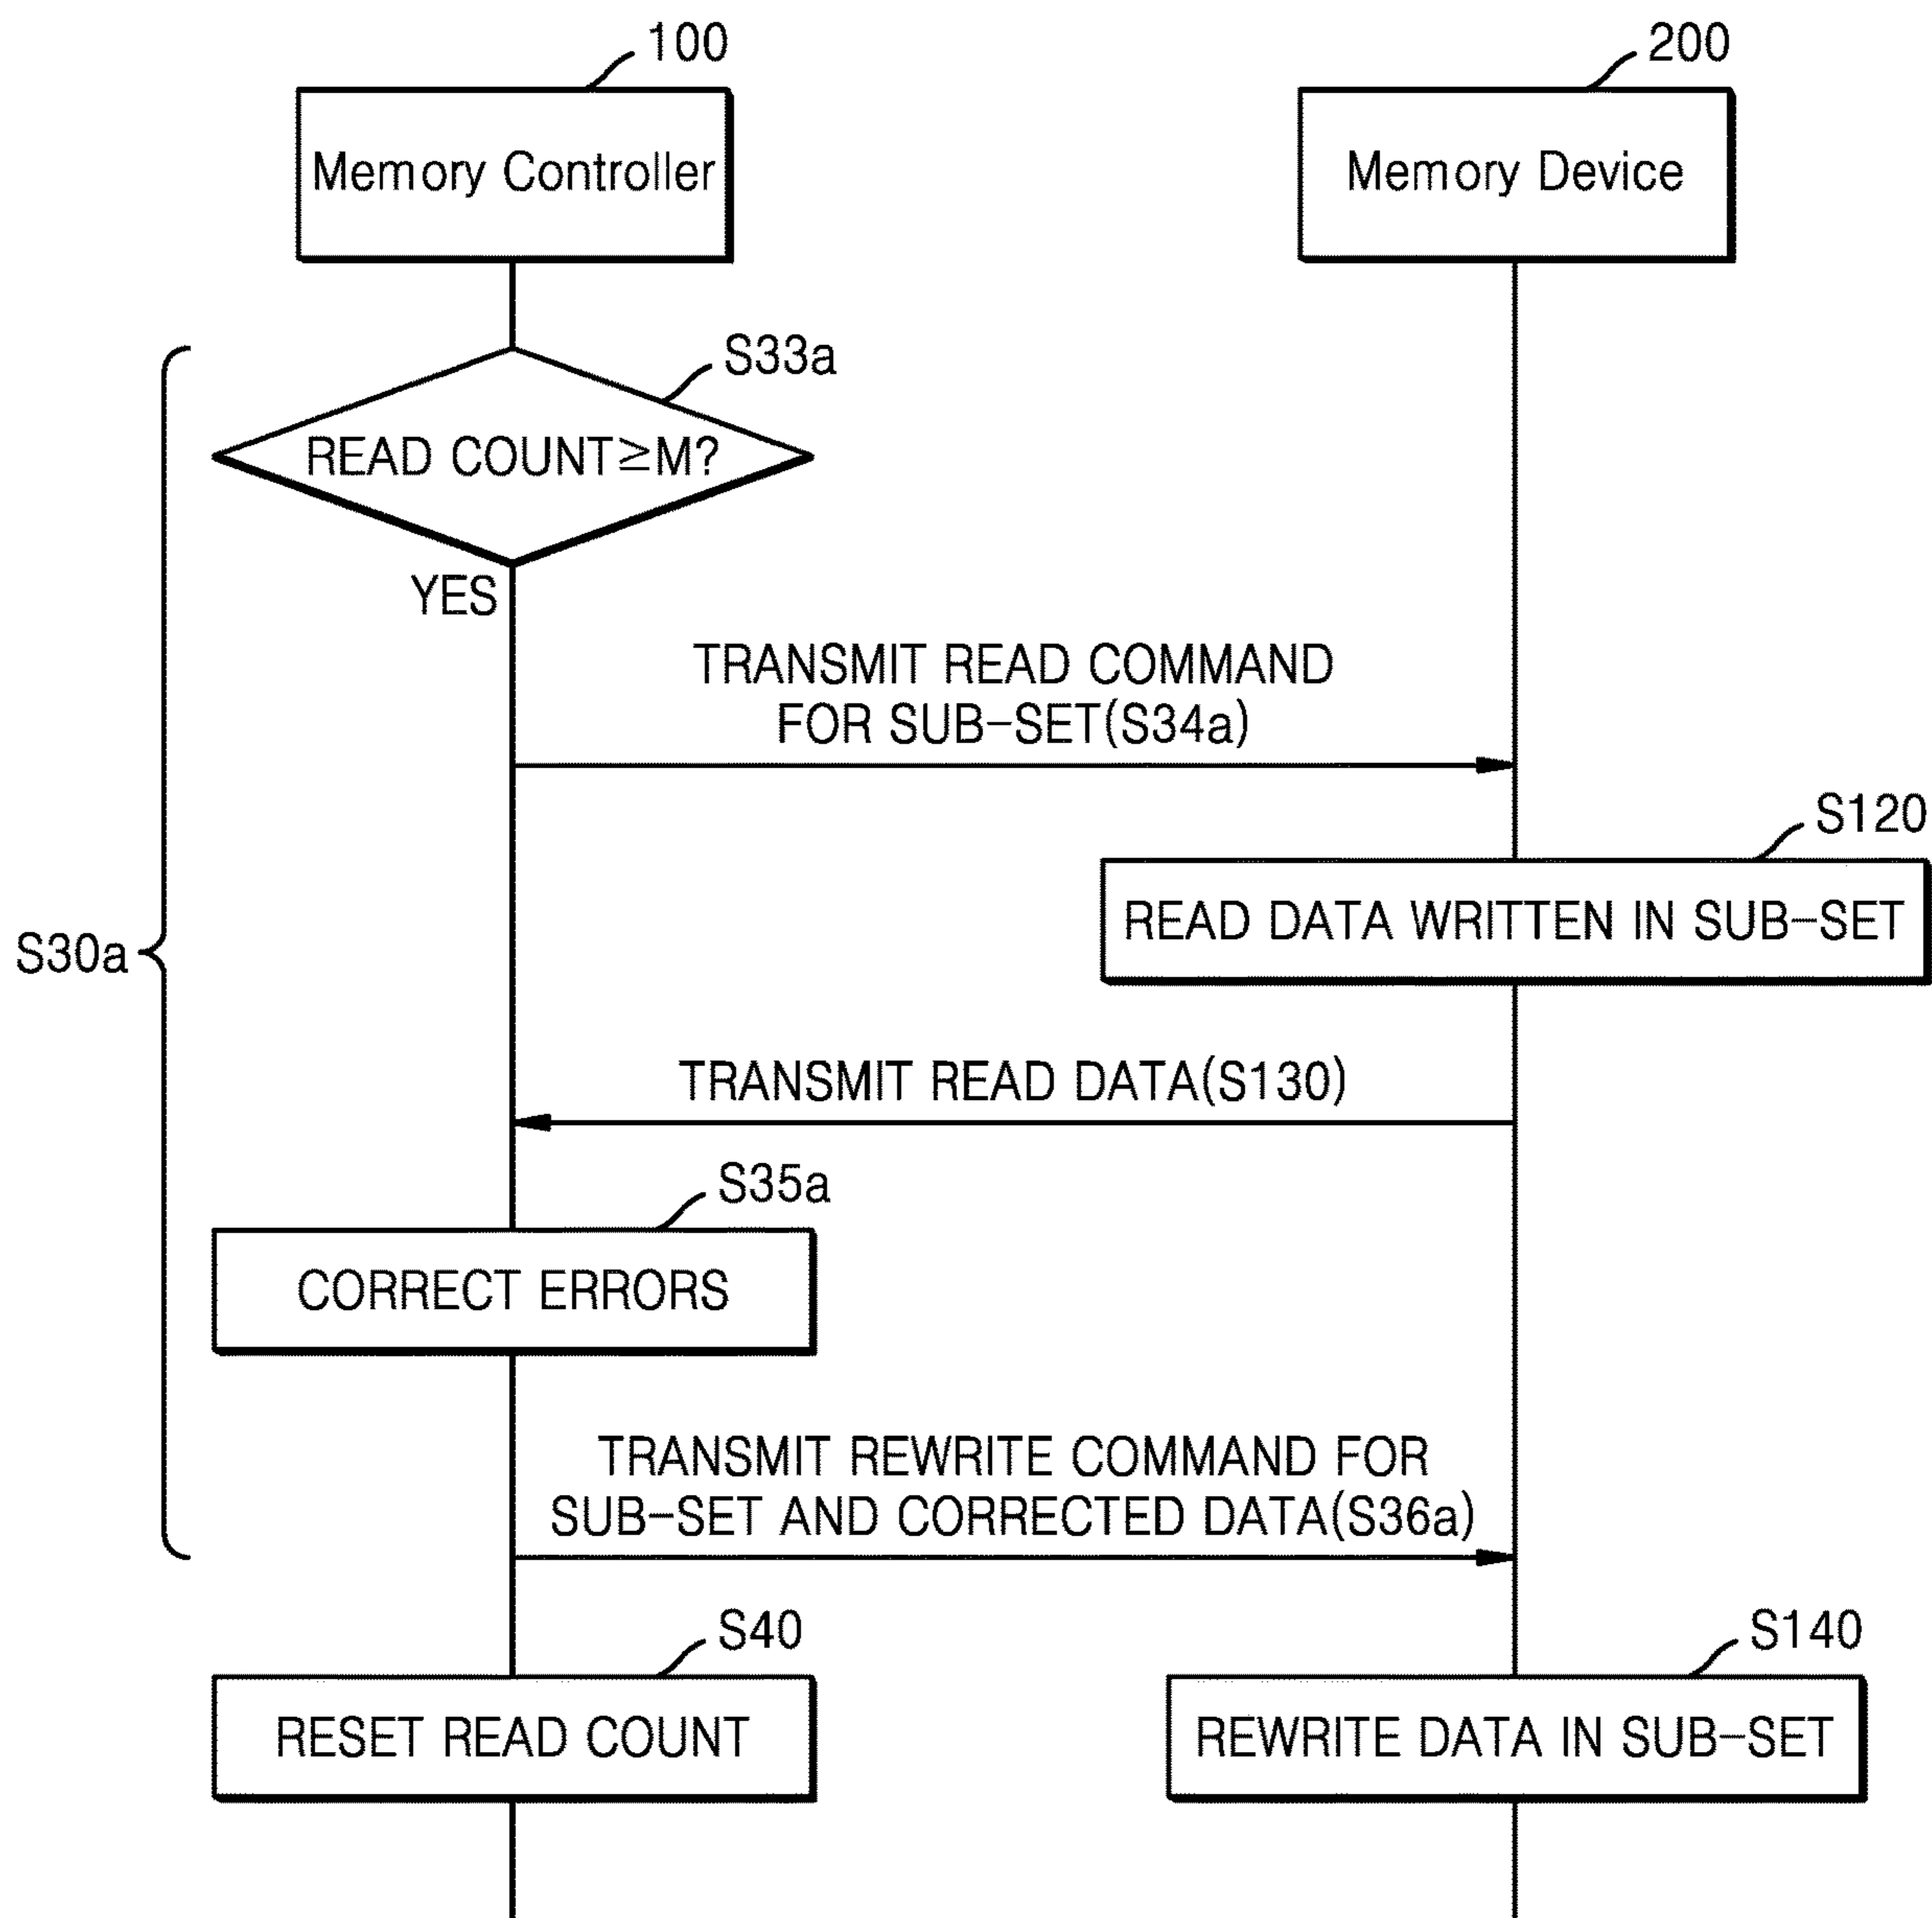 100
200
Memory Controller
Memory Device
S33a
READ COUNT≥M?
YES
TRANSMIT READ COMMAND
FOR SUB-SET(S34a)
S120
READ DATA WRITTEN IN SUB-SET
S30a
TRANSMIT READ DATA(S130)
S35a
CORRECT ERRORS
TRANSMIT REWRITE COMMAND FOR
SUB-SET AND CORRECTED DATA(S36a)
S40
S140
RESET READ COUNT
REWRITE DATA IN SUB-SET